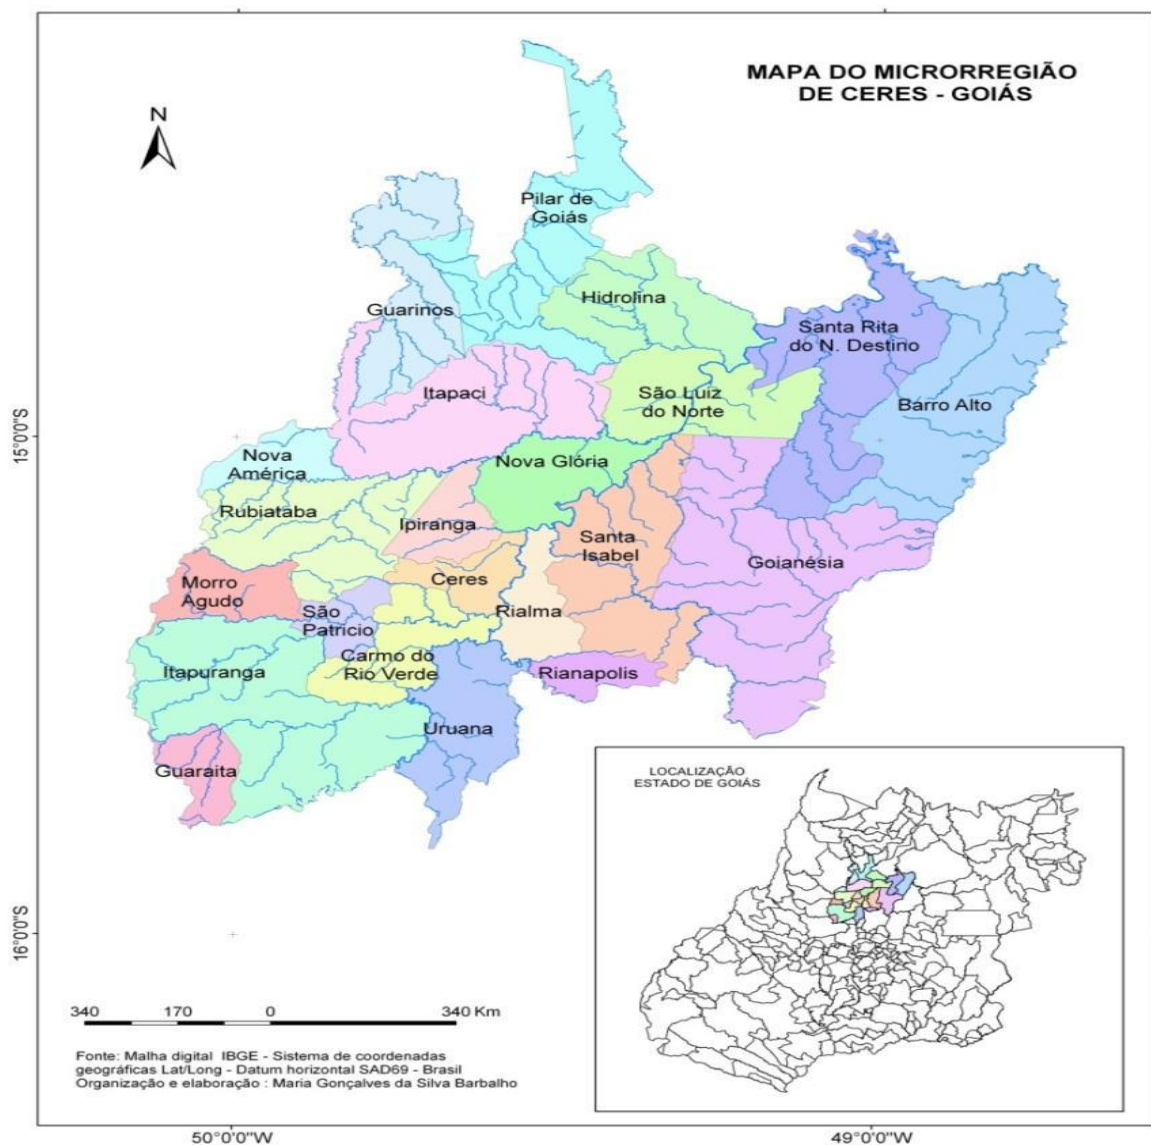 MAPA DO MICRORREGIÃO
DE CERES - GOIÁS
N
Pilar de
Goiás
Hidrolina
Guarinos
Santa Rita
do N. Destino
Itapaci
São Luiz
do Norte
Barro Alto
15°0'0"S
Nova
América
Nova Glória
Rubiataba
Ipiranga
Santa
Isabel
Goianésia
Morro
Agudo
Ceres
São
Patricio
Rialma
Carmo do
Rio Verde
Itapuranga
Rianapolis
Uruana
Guaraita
LOCALIZAÇÃO
ESTADO DE GOIÁS
16°0'0"S
340 170 0 340 Km
Fonte: Malha digital IBGE - Sistema de coordenadas
geográficas Lat/Long - Datum horizontal SAD69 - Brasil
Organização e elaboração : Maria Gonçalves da Silva Barbalho
50°0'0"W
49°0'0"W